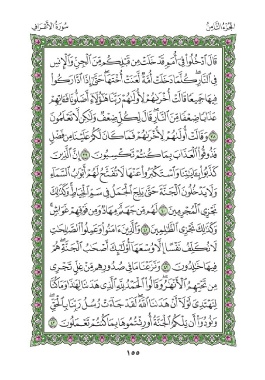 الجزء الثامن
سورة الأعراف
قَالَ ٱدۡخُلُواْ فِيٓ أُمَمٖ قَدۡ خَلَتۡ مِن قَبۡلِكُم مِّنَ ٱلۡجِنِّ وَٱلۡإِنسِ
فِي ٱلنَّارِۖ كُلَّمَا دَخَلَتۡ أُمَّةٞ لَّعَنَتۡ أُخۡتَهَاۖ حَتَّىٰٓ إِذَا ٱدَّارَكُواْ
فِيهَا جَمِيعٗا قَالَتۡ أُخۡرَىٰهُمۡ لِأُولَىٰهُمۡ رَبَّنَا هَٰٓؤُلَآءِ أَضَلُّونَا فَـَٔاتِهِمۡ
عَذَابٗا ضِعۡفٗا مِّنَ ٱلنَّارِۖ قَالَ لِكُلّٖ ضِعۡفٞ وَلَٰكِن لَّا تَعۡلَمُونَ
٣٨ وَقَالَتۡ أُولَىٰهُمۡ لِأُخۡرَىٰهُمۡ فَمَا كَانَ لَكُمۡ عَلَيۡنَا مِن فَضۡلٖ
فَذُوقُواْ ٱلۡعَذَابَ بِمَا كُنتُمۡ تَكۡسِبُونَ ٣٩ إِنَّ ٱلَّذِينَ
كَذَّبُواْ بِـَٔايَٰتِنَا وَٱسۡتَكۡبَرُواْ عَنۡهَا لَا تُفَتَّحُ لَهُمۡ أَبۡوَٰبُ ٱلسَّمَآءِ
وَلَا يَدۡخُلُونَ ٱلۡجَنَّةَ حَتَّىٰ يَلِجَ ٱلۡجَمَلُ فِي سَمِّ ٱلۡخِيَاطِۚ وَكَذَٰلِكَ
نَجۡزِي ٱلۡمُجۡرِمِينَ ٤٠ لَهُم مِّن جَهَنَّمَ مِهَادٞ وَمِن فَوۡقِهِمۡ غَوَاشٖۚ
وَكَذَٰلِكَ نَجۡزِي ٱلظَّٰلِمِينَ ٤١ وَٱلَّذِينَ ءَامَنُواْ وَعَمِلُواْ ٱلصَّٰلِحَٰتِ
لَا نُكَلِّفُ نَفۡسًا إِلَّا وُسۡعَهَآ أُوْلَٰٓئِكَ أَصۡحَٰبُ ٱلۡجَنَّةِۖ هُمۡ
فِيهَا خَٰلِدُونَ ٤٢ وَنَزَعۡنَا مَا فِي صُدُورِهِم مِّنۡ غِلّٖ تَجۡرِي
مِن تَحۡتِهِمُ ٱلۡأَنۡهَٰرُۖ وَقَالُواْ ٱلۡحَمۡدُ لِلَّهِ ٱلَّذِي هَدَىٰنَا لِهَٰذَا وَمَا كُنَّا
لِنَهۡتَدِيَ لَوۡلَآ أَنۡ هَدَىٰنَا ٱللَّهُۖ لَقَدۡ جَآءَتۡ رُسُلُ رَبِّنَا بِٱلۡحَقِّۖ
وَنُودُوٓاْ أَن تِلۡكُمُ ٱلۡجَنَّةُ أُورِثۡتُمُوهَا بِمَا كُنتُمۡ تَعۡمَلُونَ ٤٣
١٥٥